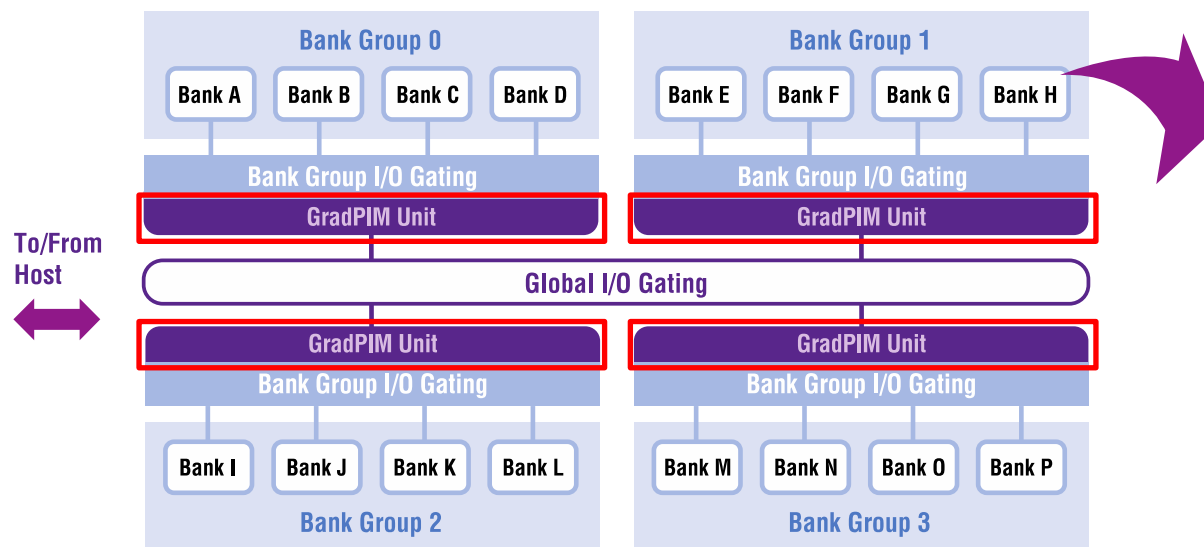 Bank Group 0
Bank Group 1
Bank A
Bank B
Bank C
Bank D
Bank E
Bank F
Bank G
Bank H
Bank Group I/O Gating
Bank Group I/O Gating
GradPIM Unit
GradPIM Unit
To/From
Host
Global I/O Gating
GradPIM Unit
GradPIM Unit
Bank Group I/O Gating
Bank Group I/O Gating
Bank I
Bank J
Bank K
Bank L
Bank M
Bank N
Bank O
Bank P
Bank Group 2
Bank Group 3